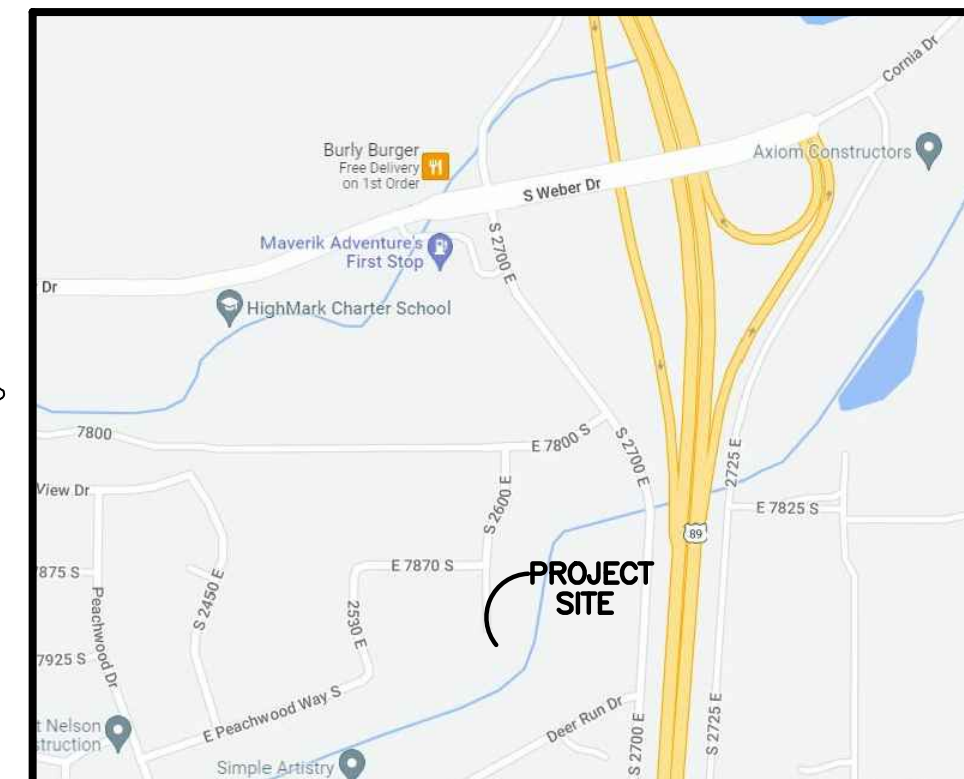 Cornia Dr
Burly Burger
Free Delivery
on 1st Order
Axiom Constructors
S Weber Dr
S 2700 E
Maverik Adventure's
First Stop
Dr
HighMark Charter School
7800
E 7800 S
S 2700 E
2725 E
View Dr
S 2600 E
E 7825 S
89
E 7870 S
PROJECT
SITE
7875 S
S 2450 E
Peachwood Dr
2530 E
7925 S
E Peachwood Way S
Deer Run Dr
S 2700 E
S 2725 E
t Nelson
struction
Simple Artistry